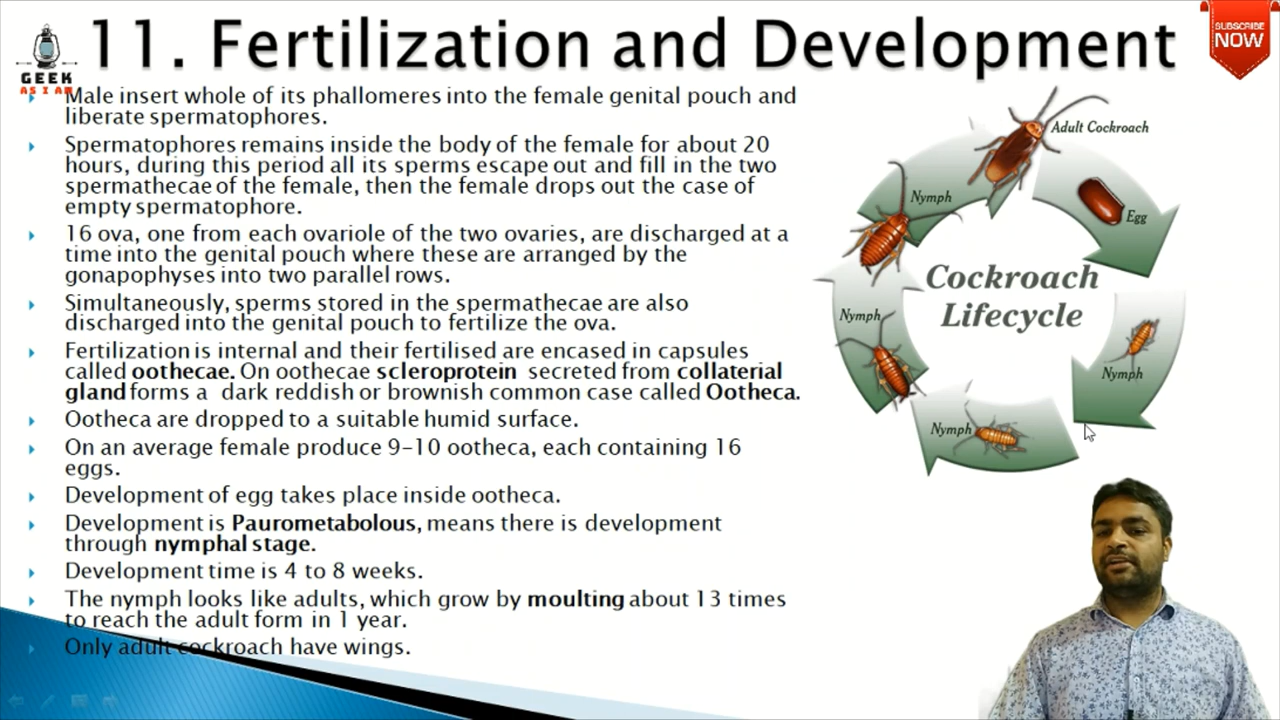 11. Fertilization and Development
GEEK
AS I AM
SUBSCRIBE
NOW
Male insert whole of its phallomeres into the female genital pouch and
liberate spermatophores.
Spermatophores remains inside the body of the female for about 20
hours, during this period all its sperms escape out and fill in the two
spermathecae of the female, then the female drops out the case of
empty spermatophore.
16 ova, one from each ovariole of the two ovaries, are discharged at a
time into the genital pouch where these are arranged by the
gonapophyses into two parallel rows.
Simultaneously, sperms stored in the spermathecae are also
discharged into the genital pouch to fertilize the ova.
Fertilization is internal and their fertilised are encased in capsules
called oothecae. On oothecae scleroprotein secreted from collaterial
gland forms a dark reddish or brownish common case called Ootheca.
Ootheca are dropped to a suitable humid surface.
On an average female produce 9-10 ootheca, each containing 16
eggs.
Development of egg takes place inside ootheca.
Development is Paurometabolous, means there is development
through nymphal stage.
Development time is 4 to 8 weeks.
The nymph looks like adults, which grow by moulting about 13 times
to reach the adult form in 1 year.
Only adult cockroach have wings.
Adult Cockroach
Egg
Nymph
Nymph
Nymph
Nymph
Cockroach
Lifecycle